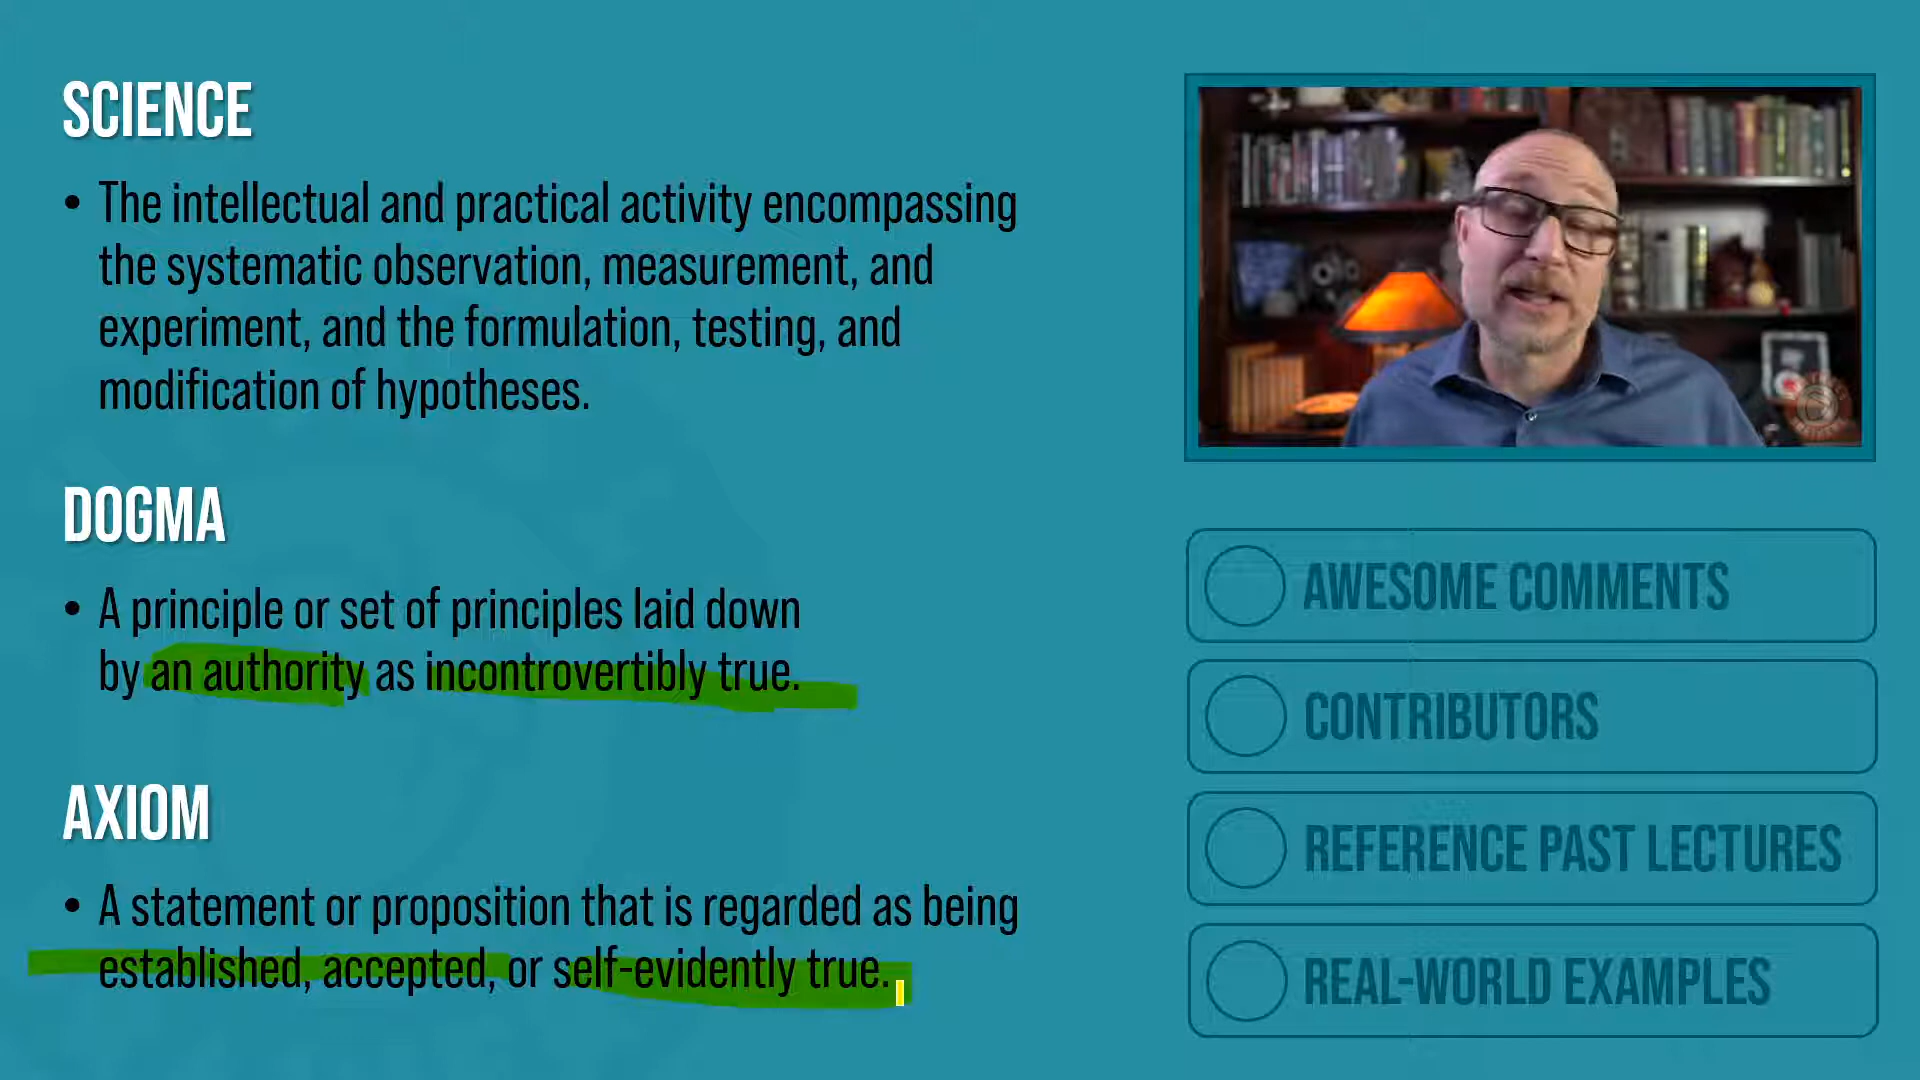 SCIENCE
• The intellectual and practical activity encompassing
the systematic observation, measurement, and
experiment, and the formulation, testing, and
modification of hypotheses.
DOGMA
• A principle or set of principles laid down
by an authority as incontrovertibly true.
AXIOM
• A statement or proposition that is regarded as being
established, accepted, or self-evidently true.
AWESOME COMMENTS
CONTRIBUTORS
REFERENCE PAST LECTURES
REAL-WORLD EXAMPLES